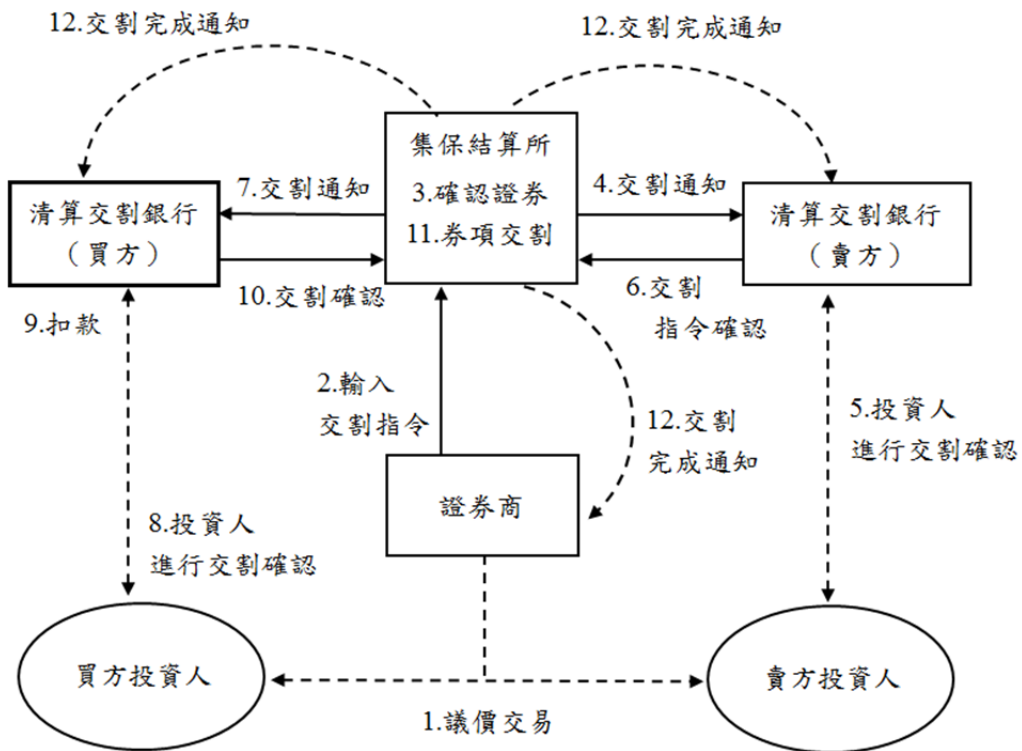 12.交割完成通知
12.交割完成通知
集保結算所
3.確認證券
11.券項交割
7.交割通知
4.交割通知
清算交割銀行
（買方）
清算交割銀行
（賣方）
10.交割確認
6.交割
指令確認
9.扣款
2.輸入
交割指令
12.交割
完成通知
5.投資人
進行交割確認
證券商
8.投資人
進行交割確認
買方投資人
賣方投資人
1.議價交易